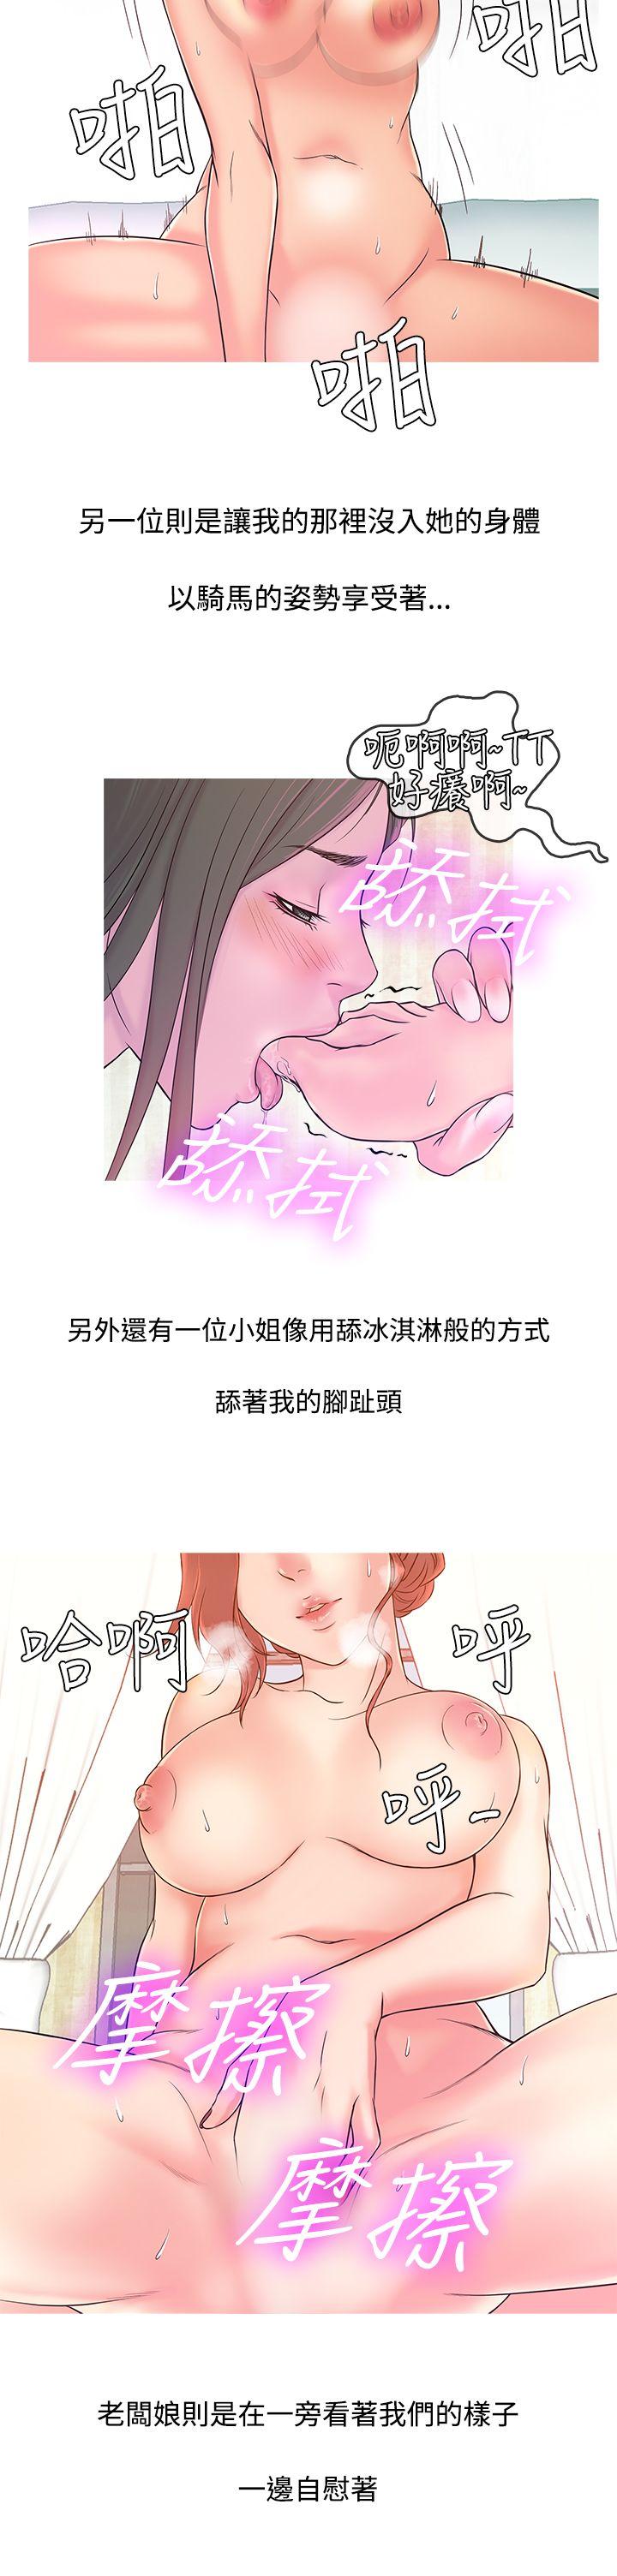 啪
啪
啪
另一位則是讓我的那裡沒入她的身體
以騎馬的姿勢享受著...
呃啊啊~TT
好癢啊~
舔拭
舔拭
另外還有一位小姐像用舔冰淇淋般的方式
舔著我的腳趾頭
哈啊
呼
呼-
摩擦
摩擦
老闆娘則是在一旁看著我們的樣子
一邊自慰著